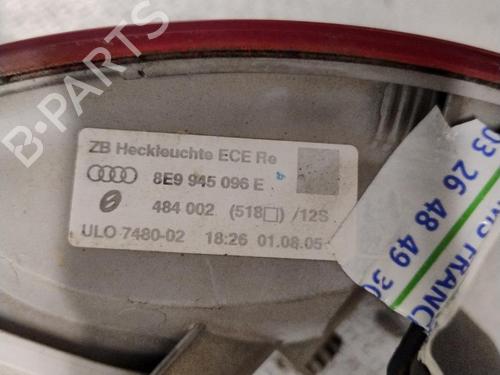 B-PARTS
ZB Heckleuchte ECE Re
8E9 945 096 E
484 002 (518□) /12S
ULO 7480-02 18:26 01.08.05
03 26 48 49 30